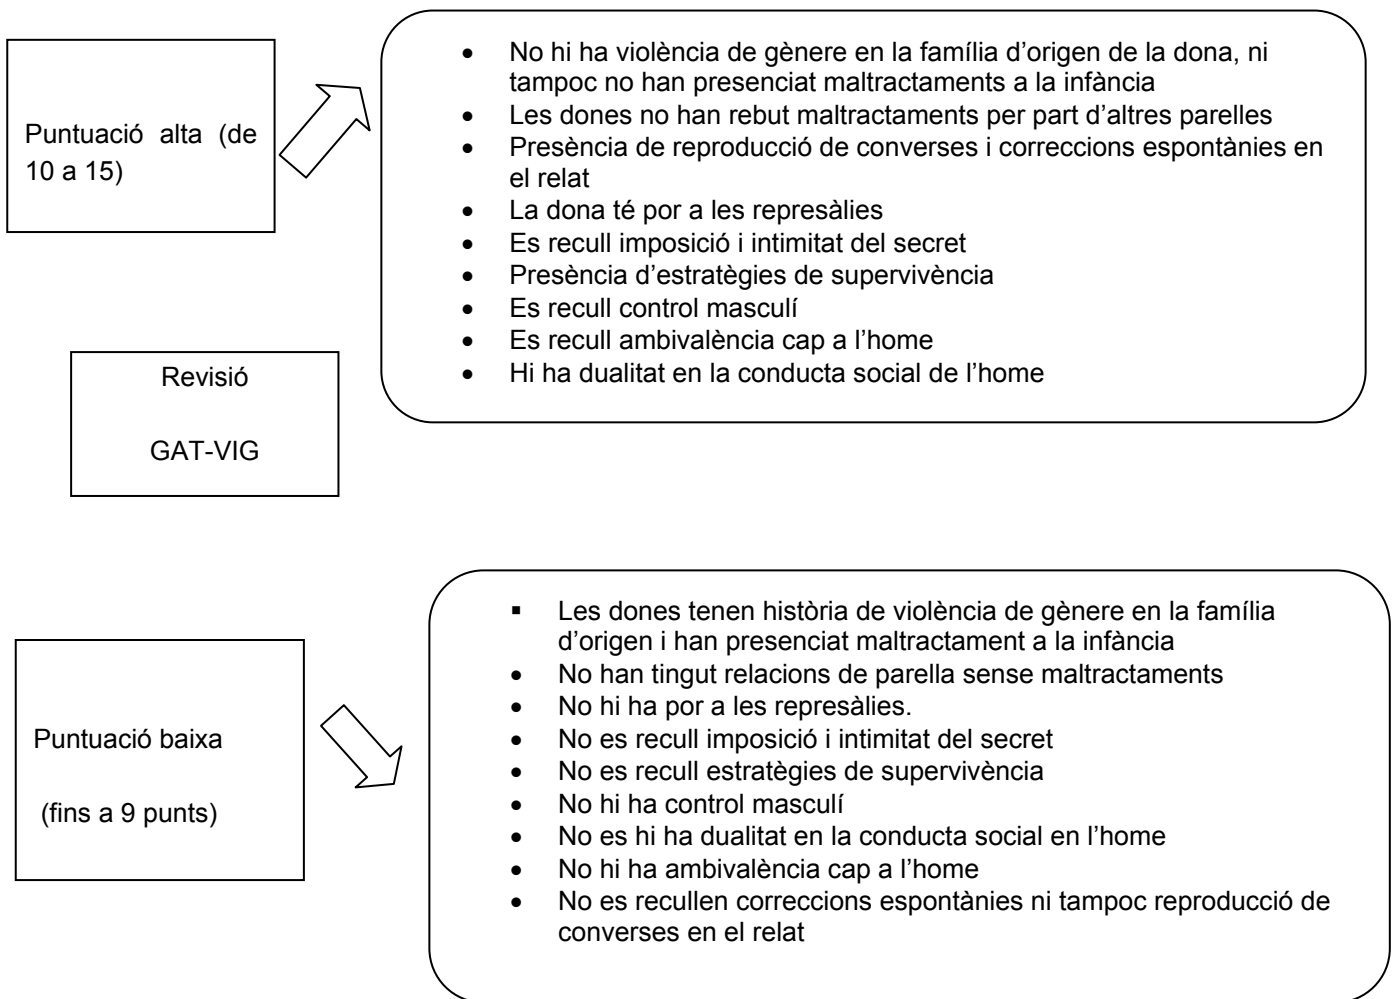 Puntuació alta (de
10 a 15)
• No hi ha violència de gènere en la família d’origen de la dona, ni
tampoc no han presenciat maltractaments a la infància
• Les dones no han rebut maltractaments per part d’altres parelles
• Presència de reproducció de converses i correccions espontànies en
el relat
• La dona té por a les represàlies
• Es recull imposició i intimitat del secret
• Presència d’estratègies de supervivència
• Es recull control masculí
• Es recull ambivalència cap a l’home
• Hi ha dualitat en la conducta social de l’home
Revisió
GAT-VIG
Puntuació baixa
(fins a 9 punts)
▪ Les dones tenen història de violència de gènere en la família
d’origen i han presenciat maltractament a la infància
• No han tingut relacions de parella sense maltractaments
• No hi ha por a les represàlies.
• No es recull imposició i intimitat del secret
• No es recull estratègies de supervivència
• No hi ha control masculí
• No es hi ha dualitat en la conducta social en l’home
• No hi ha ambivalència cap a l’home
• No es recullen correccions espontànies ni tampoc reproducció de
converses en el relat